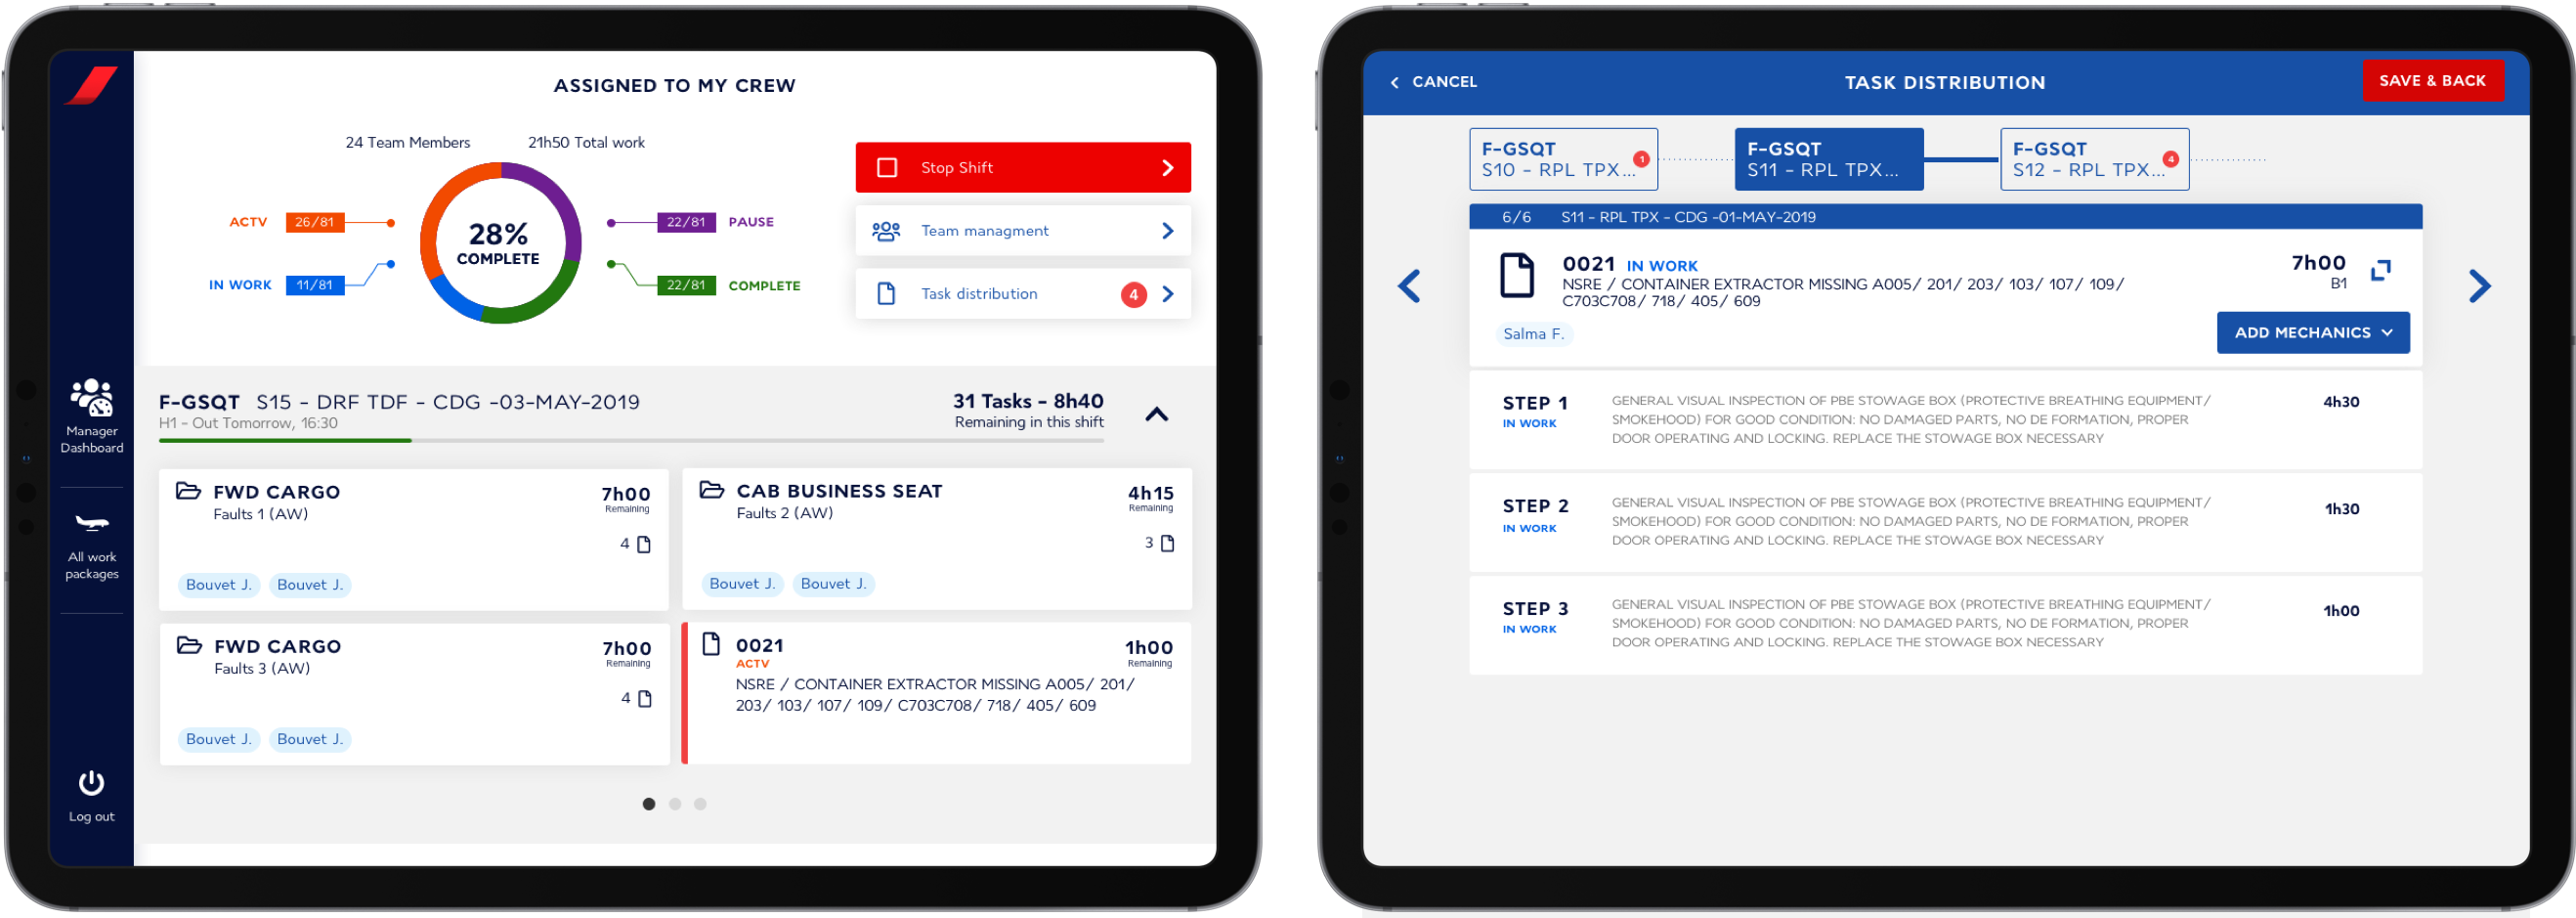 ASSIGNED TO MY CREW
24 Team Members
21h50 Total work
ACTV
26/81
22/81
PAUSE
28%
COMPLETE
IN WORK
11/81
22/81
COMPLETE
Stop Shift
Team managment
Task distribution
4
Manager
Dashboard
All work
packages
Log out
F-GSQT S15 - DRF TDF - CDG -03-MAY-2019
H1 - Out Tomorrow, 16:30
31 Tasks - 8h40
Remaining in this shift
FWD CARGO
Faults 1 (AW)
7h00
Remaining
4
Bouvet J.
Bouvet J.
CAB BUSINESS SEAT
Faults 2 (AW)
4h15
Remaining
3
Bouvet J.
Bouvet J.
FWD CARGO
Faults 3 (AW)
7h00
Remaining
4
Bouvet J.
Bouvet J.
0021
ACTV
NSRE / CONTAINER EXTRACTOR MISSING A005/ 201/
203/ 103/ 107/ 109/ C703C708/ 718/ 405/ 609
1h00
Remaining
CANCEL
TASK DISTRIBUTION
SAVE & BACK
F-GSQT
S10 - RPL TPX...
1
F-GSQT
S11 - RPL TPX...
F-GSQT
S12 - RPL TPX...
4
6/6 S11 - RPL TPX - CDG -01-MAY-2019
0021 IN WORK
NSRE / CONTAINER EXTRACTOR MISSING A005/ 201/ 203/ 103/ 107/ 109/
C703C708/ 718/ 405/ 609
7h00
B1
Salma F.
ADD MECHANICS
STEP 1
IN WORK
GENERAL VISUAL INSPECTION OF PBE STOWAGE BOX (PROTECTIVE BREATHING EQUIPMENT/
SMOKEHOOD) FOR GOOD CONDITION: NO DAMAGED PARTS, NO DE FORMATION, PROPER
DOOR OPERATING AND LOCKING. REPLACE THE STOWAGE BOX NECESSARY
4h30
STEP 2
IN WORK
GENERAL VISUAL INSPECTION OF PBE STOWAGE BOX (PROTECTIVE BREATHING EQUIPMENT/
SMOKEHOOD) FOR GOOD CONDITION: NO DAMAGED PARTS, NO DE FORMATION, PROPER
DOOR OPERATING AND LOCKING. REPLACE THE STOWAGE BOX NECESSARY
1h30
STEP 3
IN WORK
GENERAL VISUAL INSPECTION OF PBE STOWAGE BOX (PROTECTIVE BREATHING EQUIPMENT/
SMOKEHOOD) FOR GOOD CONDITION: NO DAMAGED PARTS, NO DE FORMATION, PROPER
DOOR OPERATING AND LOCKING. REPLACE THE STOWAGE BOX NECESSARY
1h00